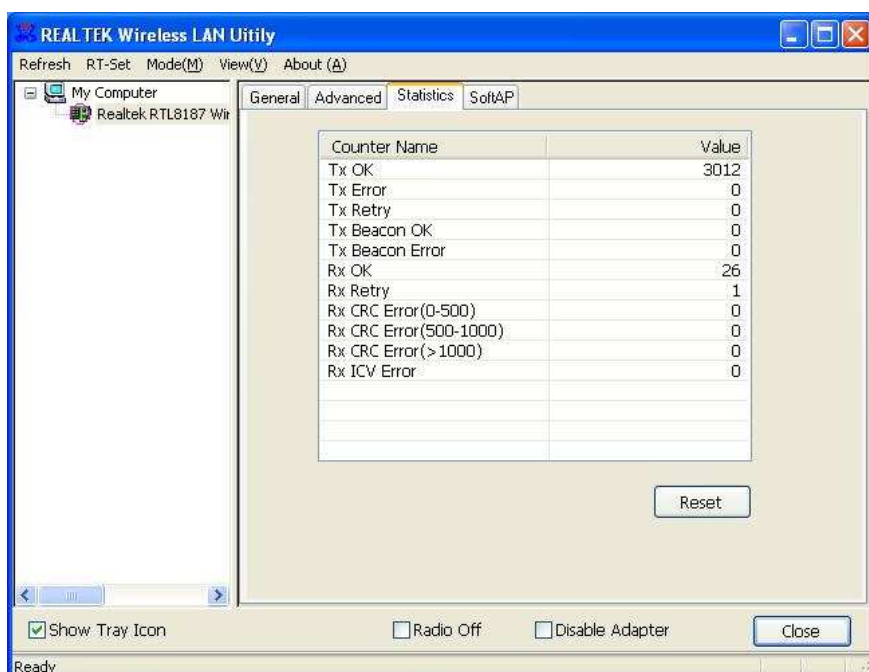 REALTEK Wireless LAN Uitily
Refresh RT-Set Mode(M) View(V) About (A)
My Computer
Realtek RTL8187 Wir
General Advanced Statistics SoftAP
Counter Name Value
Tx OK 3012
Tx Error 0
Tx Retry 0
Tx Beacon OK 0
Tx Beacon Error 0
Rx OK 26
Rx Retry 1
Rx CRC Error(0-500) 0
Rx CRC Error(500-1000) 0
Rx CRC Error(>1000) 0
Rx ICV Error 0
Reset
Show Tray Icon Radio Off Disable Adapter Close
Ready